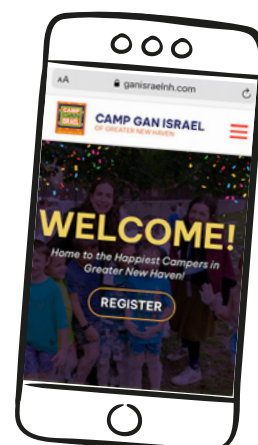 AA ganisraelnh.com
CAMP GAN ISRAEL
CAMP GAN ISRAEL
OF GREATER NEW HAVEN
WELCOME!
Home to the Happiest Campers in
Greater New Haven!
REGISTER